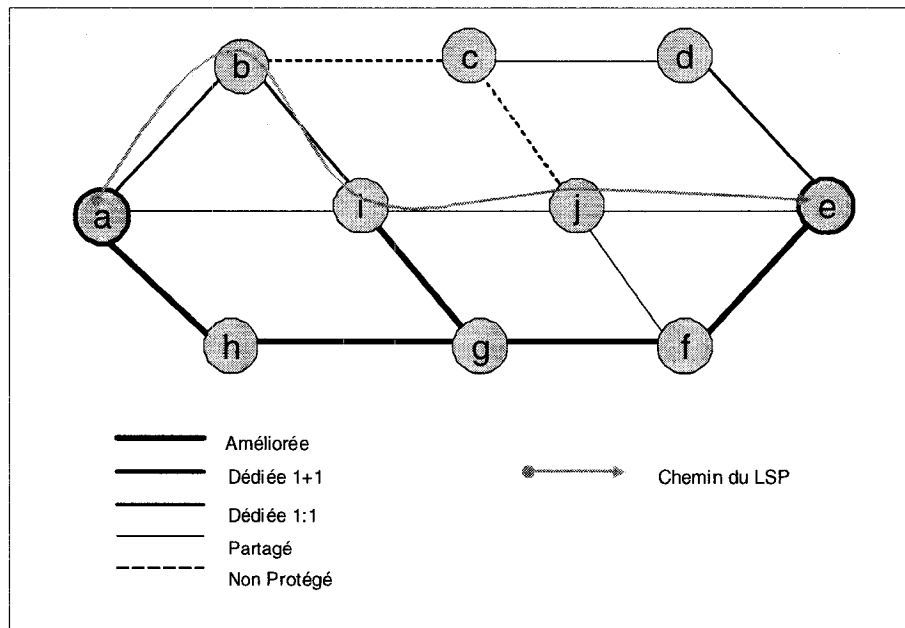 b
c
d
a
i
j
e
h
g
f
Améliorée
Dédiée 1+1
Dédiée 1:1
Partagé
Non Protégé
Chemin du LSP